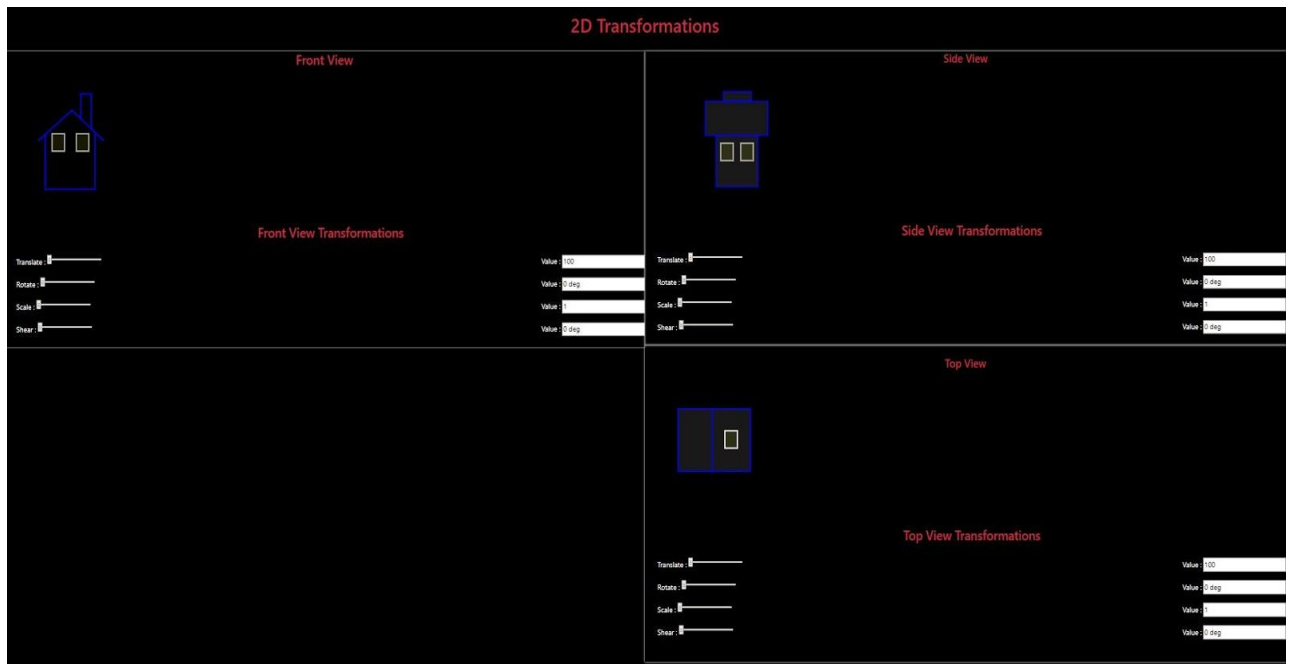 2D Transformations
Front View
Front View Transformations
Translate : Value : 100
Rotate : Value : 0 deg
Scale : Value : 1
Shear : Value : 0 deg
Side View
Side View Transformations
Translate : Value : 100
Rotate : Value : 0 deg
Scale : Value : 1
Shear : Value : 0 deg
Top View
Top View Transformations
Translate : Value : 100
Rotate : Value : 0 deg
Scale : Value : 1
Shear : Value : 0 deg